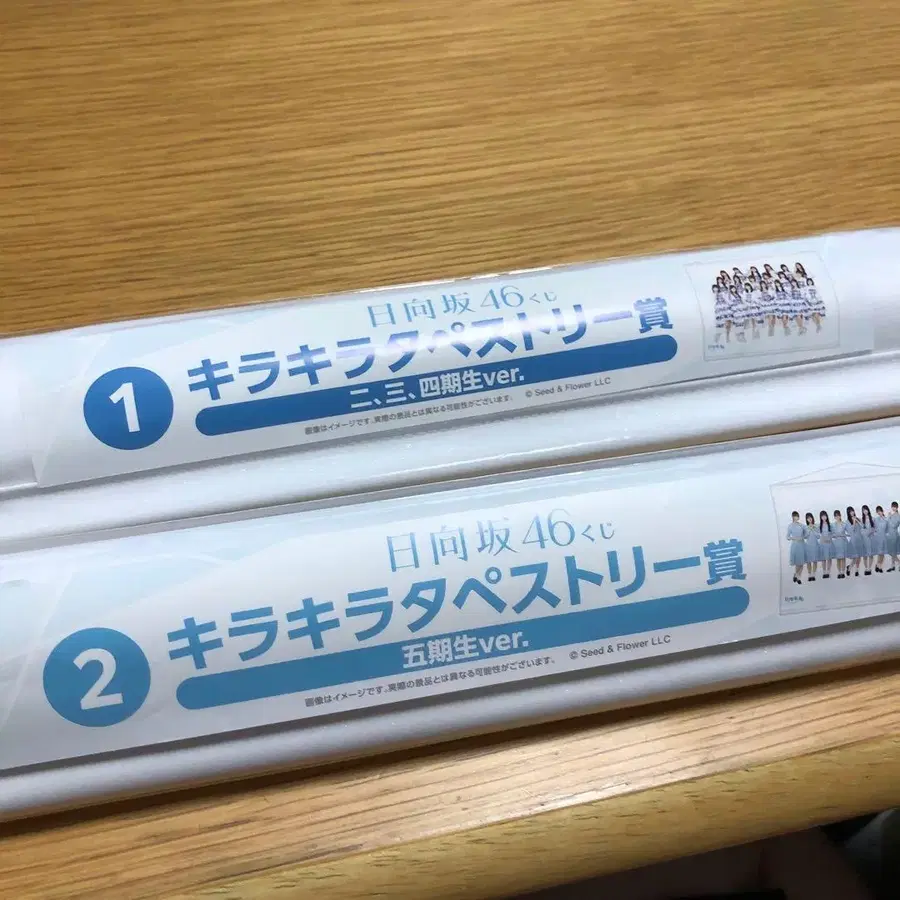 日向坂46くじ
1
キラキラタペストリー賞
二、三、四期生ver.
画像はイメージです。実際の景品とは異なる可能性がございます。
© Seed & Flower LLC
日向坂46くじ
2
キラキラタペストリー賞
五期生ver.
画像はイメージです。実際の景品とは異なる可能性がございます。
© Seed & Flower LLC